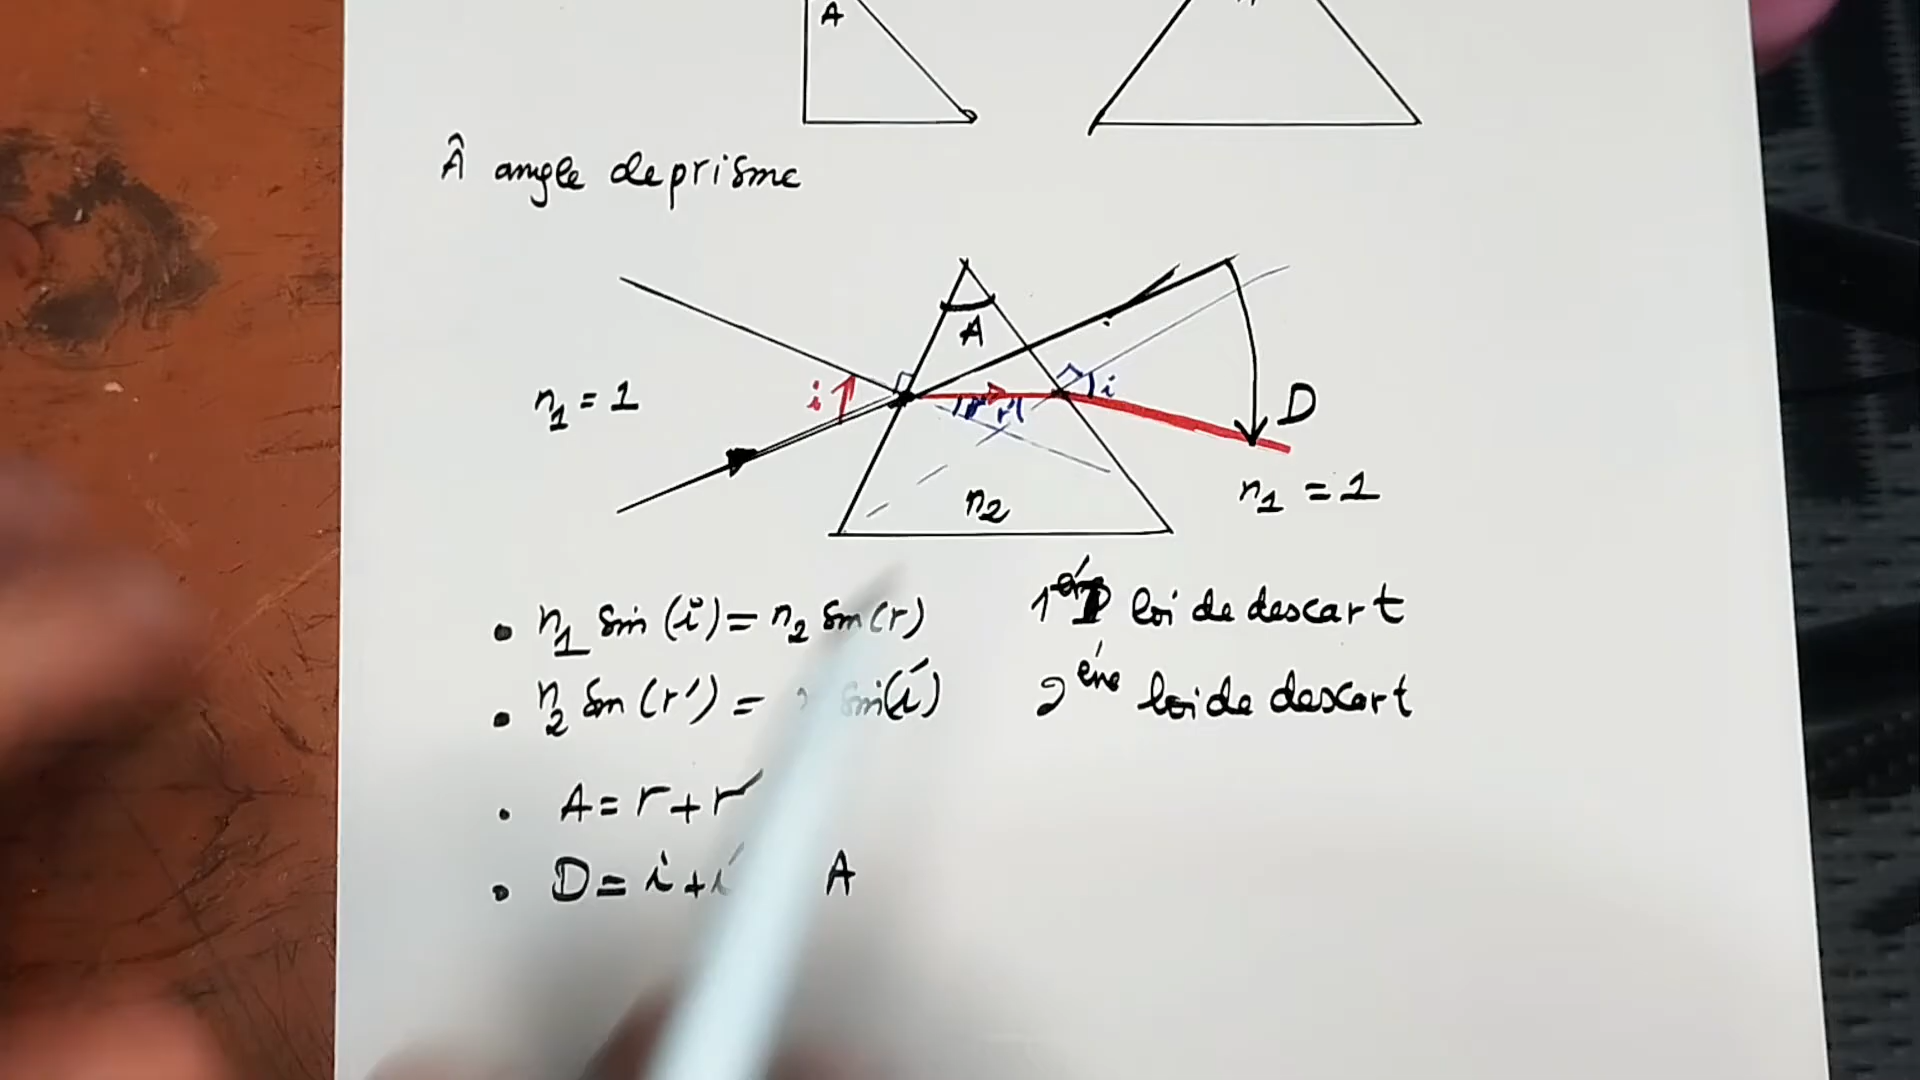 A
Â angle de prisme
A
i
n₁ = 1
i
r r'
i
D
n₂
n₁ = 1
• n₁ sin (i) = n₂ sin(r) 1ère loi de descart
• n₂ sin (r') = sin(i') 2ème loi de descart
• A = r + r'
• D = i + i' A